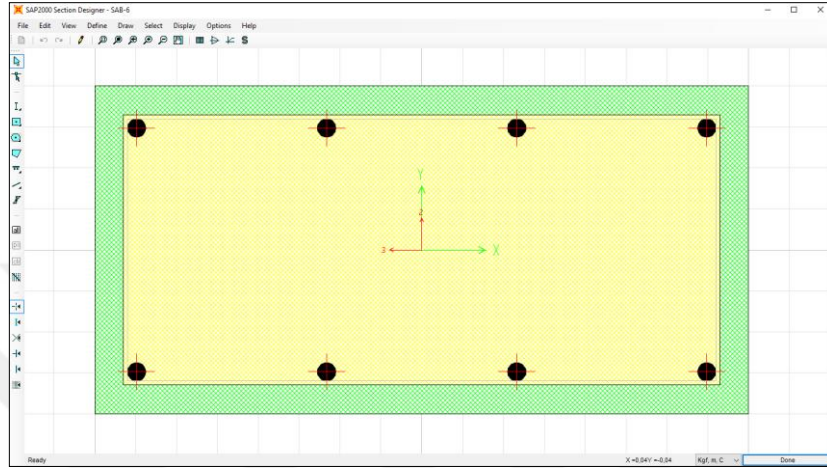 SAP2000 Section Designer - SAB-6
File Edit View Define Draw Select Display Options Help
Y
2
3
X
Ready
X =0,04Y =-0,04
Kgf, m, C
Done